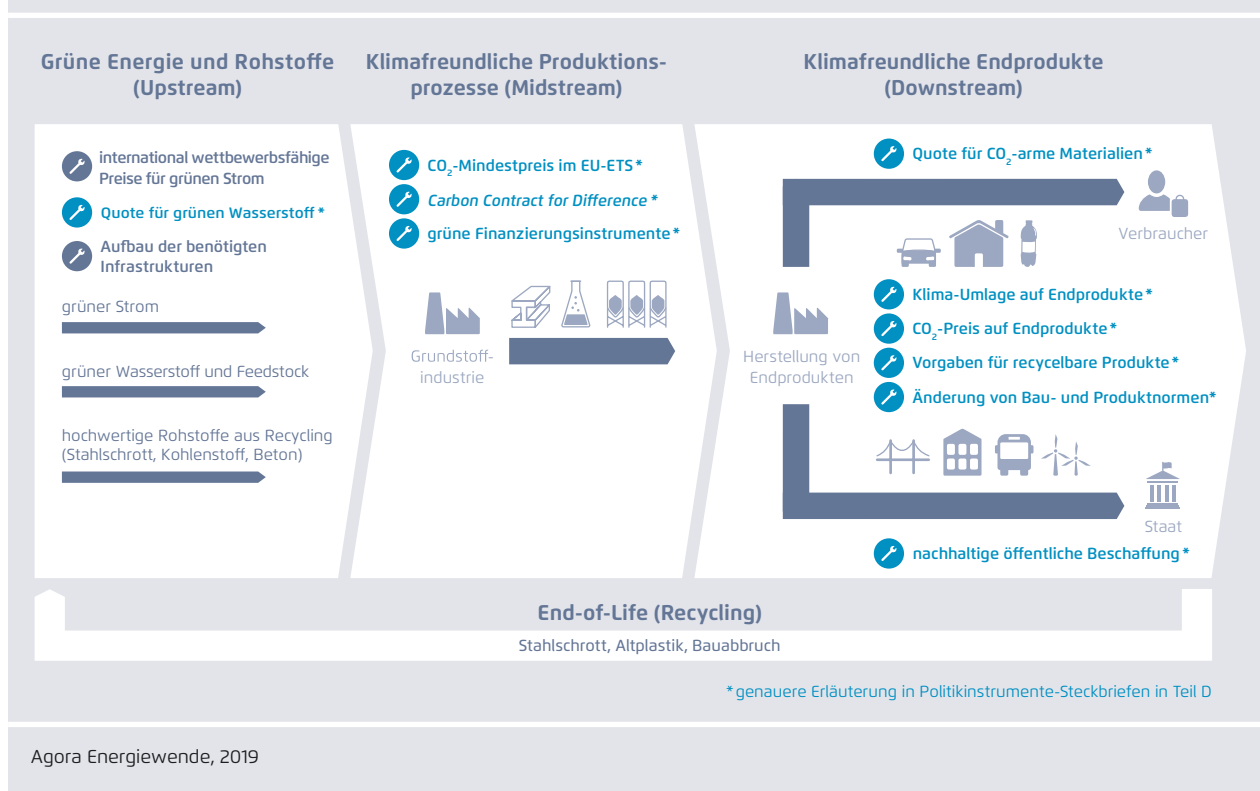 Grüne Energie und Rohstoffe
(Upstream)
Klimafreundliche Produktions-
prozesse (Midstream)
Klimafreundliche Endprodukte
(Downstream)
international wettbewerbsfähige
Preise für grünen Strom
Quote für grünen Wasserstoff*
Aufbau der benötigten
Infrastrukturen
grüner Strom
grüner Wasserstoff und Feedstock
hochwertige Rohstoffe aus Recycling
(Stahlschrott, Kohlenstoff, Beton)
CO₂-Mindestpreis im EU-ETS*
Carbon Contract for Difference*
grüne Finanzierungsinstrumente*
Grundstoff-
industrie
Quote für CO₂-arme Materialien*
Verbraucher
Herstellung von
Endprodukten
Klima-Umlage auf Endprodukte*
CO₂-Preis auf Endprodukte*
Vorgaben für recycelbare Produkte*
Änderung von Bau- und Produktnormen*
Staat
nachhaltige öffentliche Beschaffung*
End-of-Life (Recycling)
Stahlschrott, Altplastik, Bauabbruch
*genauere Erläuterung in Politikinstrumente-Steckbriefen in Teil D
Agora Energiewende, 2019